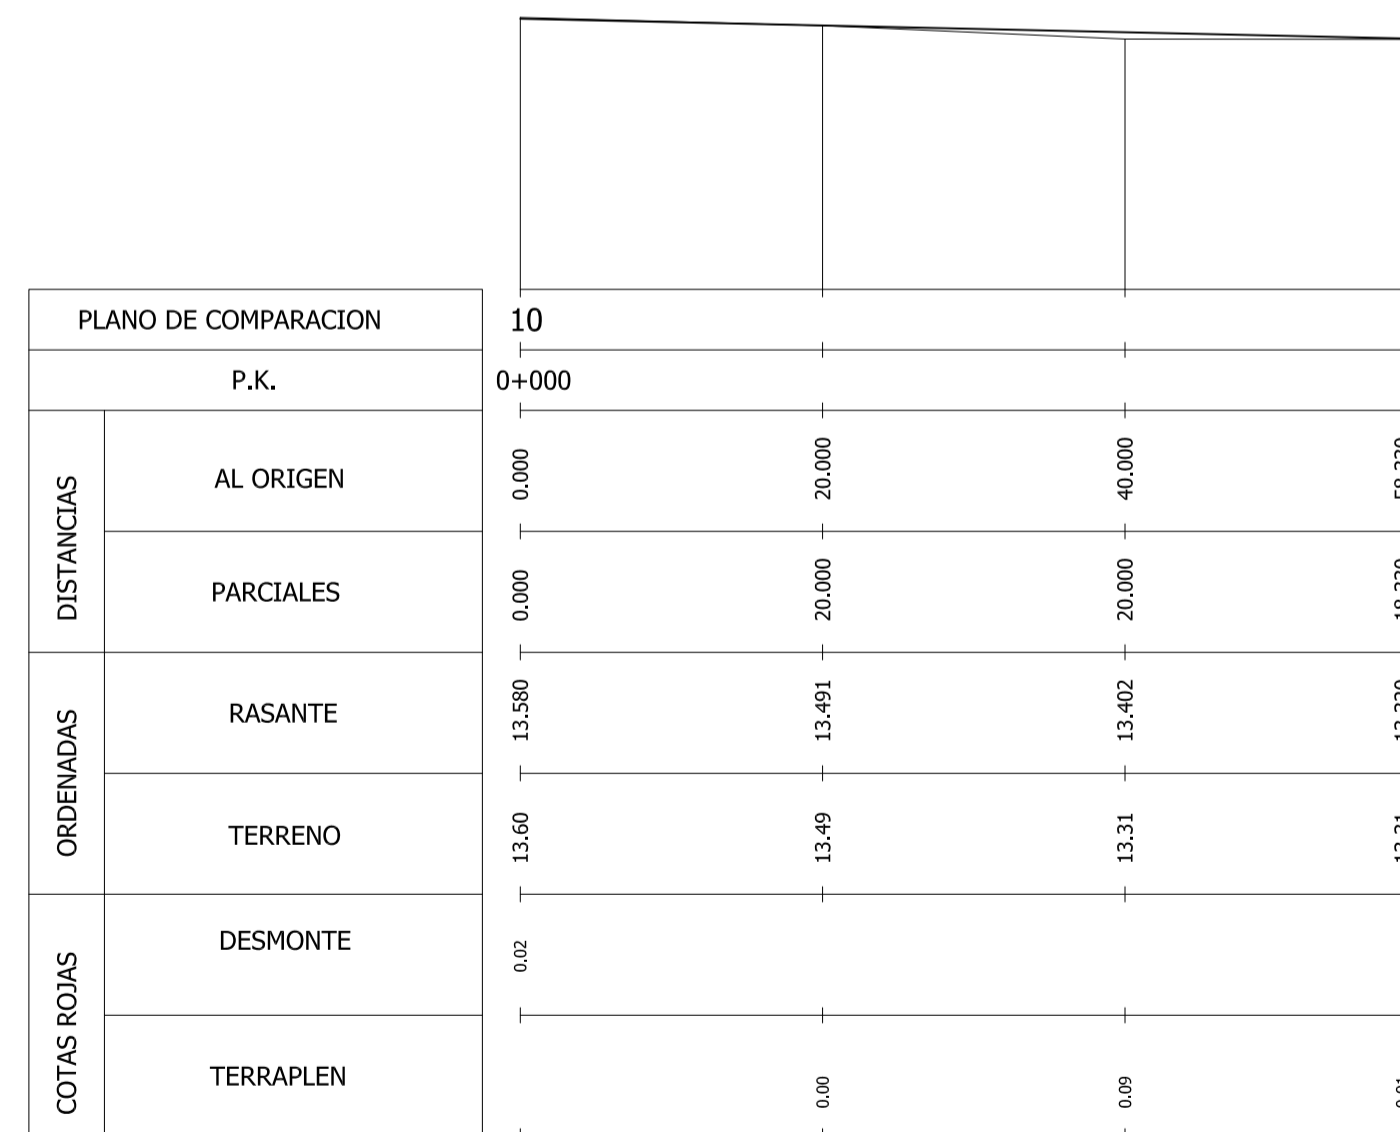 PLANO DE COMPARACION 10
P.K. 0+000
DISTANCIAS
AL ORIGEN 0.000 20.000 40.000
PARCIALES 0.000 20.000 20.000
ORDENADAS
RASANTE 13.580 13.491 13.402
TERRENO 13.60 13.49 13.31
COTAS ROJAS
DESMONTE 0.02
TERRAPLEN 0.00 0.09